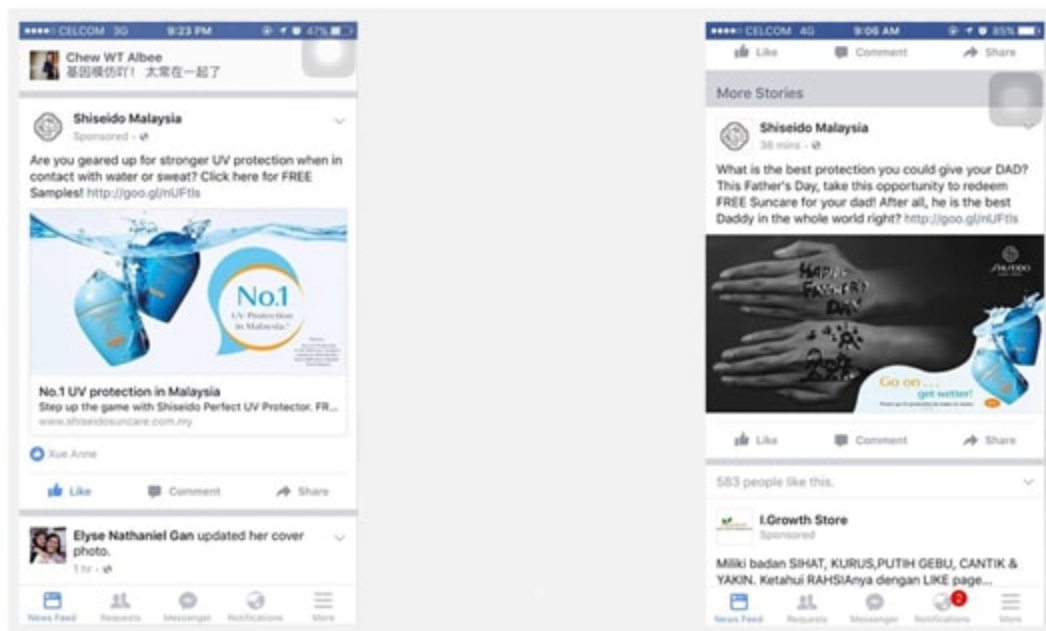 CELCOM 3G 9:23 PM 47%
Chew WT Albee
基因模仿吖！ 太常在一起了
Shiseido Malaysia
Sponsored
Are you geared up for stronger UV protection when in
contact with water or sweat? Click here for FREE
Samples! http://goo.gl/nUFtls
No.1
UV Protection
in Malaysia.
No.1 UV protection in Malaysia
Step up the game with Shiseido Perfect UV Protector. FR...
www.shiseidosuncare.com.my
Xue Anne
Like Comment Share
Elyse Nathaniel Gan updated her cover
photo.
1 hr
News Feed Requests Messenger Notifications More
CELCOM 4G 9:06 AM 85%
Like Comment Share
More Stories
Shiseido Malaysia
36 mins
What is the best protection you could give your DAD?
This Father's Day, take this opportunity to redeem
FREE Suncare for your dad! After all, he is the best
Daddy in the whole world right? http://goo.gl/nUFtls
SHISEIDO
HAPPY
FATHER'S
DAY
Go on...
get wetter!
Like Comment Share
583 people like this.
I.Growth Store
Sponsored
Miliki badan SIHAT, KURUS,PUTIH GEBU, CANTIK &
YAKIN. Ketahui RAHSIAnya dengan LIKE page...
2
News Feed Requests Messenger Notifications More